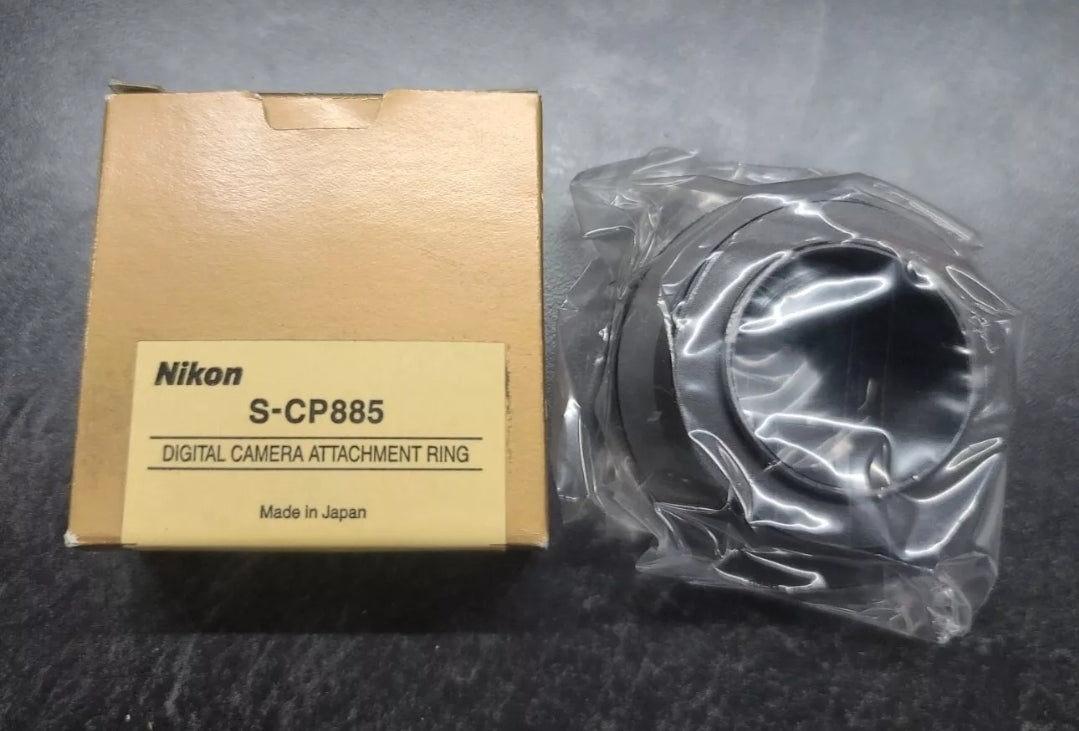 Nikon
S-CP885
DIGITAL CAMERA ATTACHMENT RING
Made in Japan